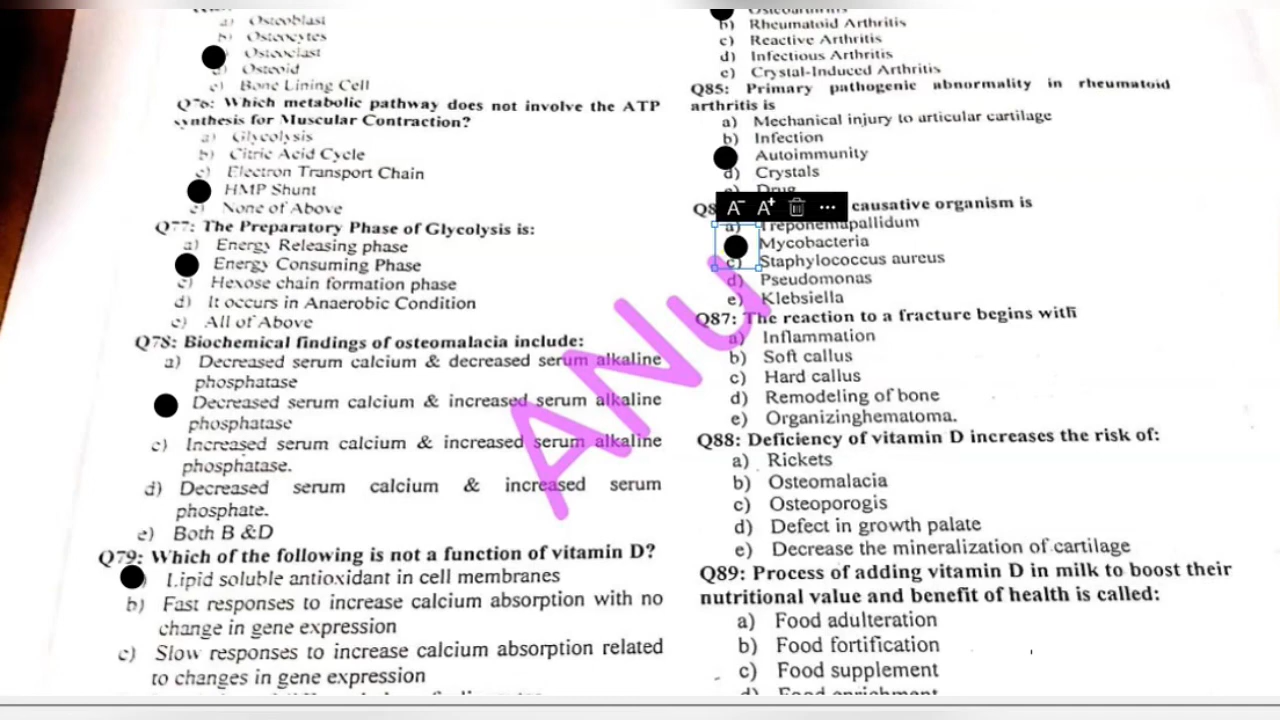 a) Osteoblast
b) Osteocytes
Osteoclast
d) Osteoid
e) Bone Lining Cell
Q76: Which metabolic pathway does not involve the ATP
synthesis for Muscular Contraction?
a) Glycolysis
b) Citric Acid Cycle
c) Electron Transport Chain
HMP Shunt
e) None of Above
Q77: The Preparatory Phase of Glycolysis is:
a) Energy Releasing phase
Energy Consuming Phase
c) Hexose chain formation phase
d) It occurs in Anaerobic Condition
e) All of Above
Q78: Biochemical findings of osteomalacia include:
a) Decreased serum calcium & decreased serum alkaline
phosphatase
Decreased serum calcium & increased serum alkaline
phosphatase
c) Increased serum calcium & increased serum alkaline
phosphatase.
d) Decreased serum calcium & increased serum
phosphate.
e) Both B &D
Q79: Which of the following is not a function of vitamin D?
Lipid soluble antioxidant in cell membranes
b) Fast responses to increase calcium absorption with no
change in gene expression
c) Slow responses to increase calcium absorption related
to changes in gene expression
Osteoarthritis
b) Rheumatoid Arthritis
c) Reactive Arthritis
d) Infectious Arthritis
e) Crystal-Induced Arthritis
Q85: Primary pathogenic abnormality in rheumatoid
arthritis is
a) Mechanical injury to articular cartilage
b) Infection
Autoimmunity
d) Crystals
e) Drug
A- A+ ...
causative organism is
a) Treponemapallidum
Mycobacteria
c) Staphylococcus aureus
d) Pseudomonas
e) Klebsiella
Q87: The reaction to a fracture begins with
a) Inflammation
b) Soft callus
c) Hard callus
d) Remodeling of bone
e) Organizinghematoma.
Q88: Deficiency of vitamin D increases the risk of:
a) Rickets
b) Osteomalacia
c) Osteoporogis
d) Defect in growth palate
e) Decrease the mineralization of cartilage
Q89: Process of adding vitamin D in milk to boost their
nutritional value and benefit of health is called:
a) Food adulteration
b) Food fortification
c) Food supplement
d) Food enrichment
ANU